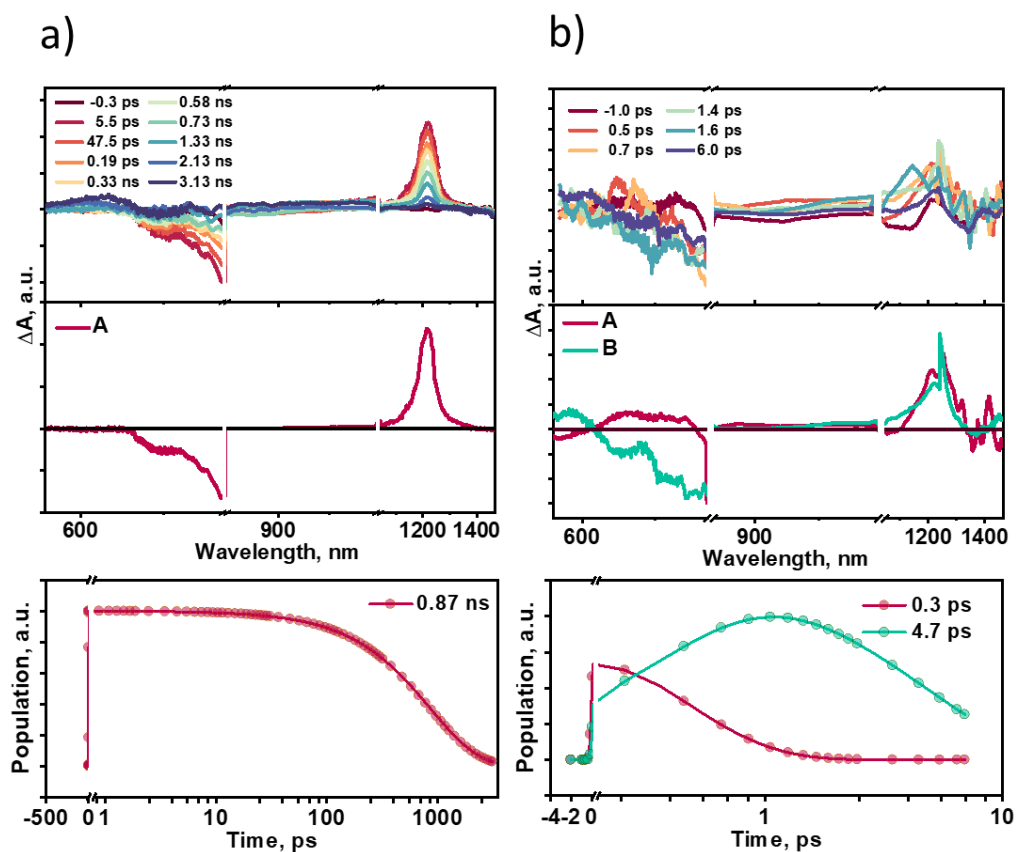 a)
-0.3 ps 0.58 ns
5.5 ps 0.73 ns
47.5 ps 1.33 ns
0.19 ps 2.13 ns
0.33 ns 3.13 ns
ΔA, a.u.
A
600 900 1200 1400
Wavelength, nm
0.87 ns
Population, a.u.
-500 0 1 10 100 1000
Time, ps
b)
-1.0 ps 1.4 ps
0.5 ps 1.6 ps
0.7 ps 6.0 ps
ΔA, a.u.
A
B
600 900 1200 1400
Wavelength, nm
0.3 ps
4.7 ps
Population, a.u.
-4 -2 0 1 10
Time, ps